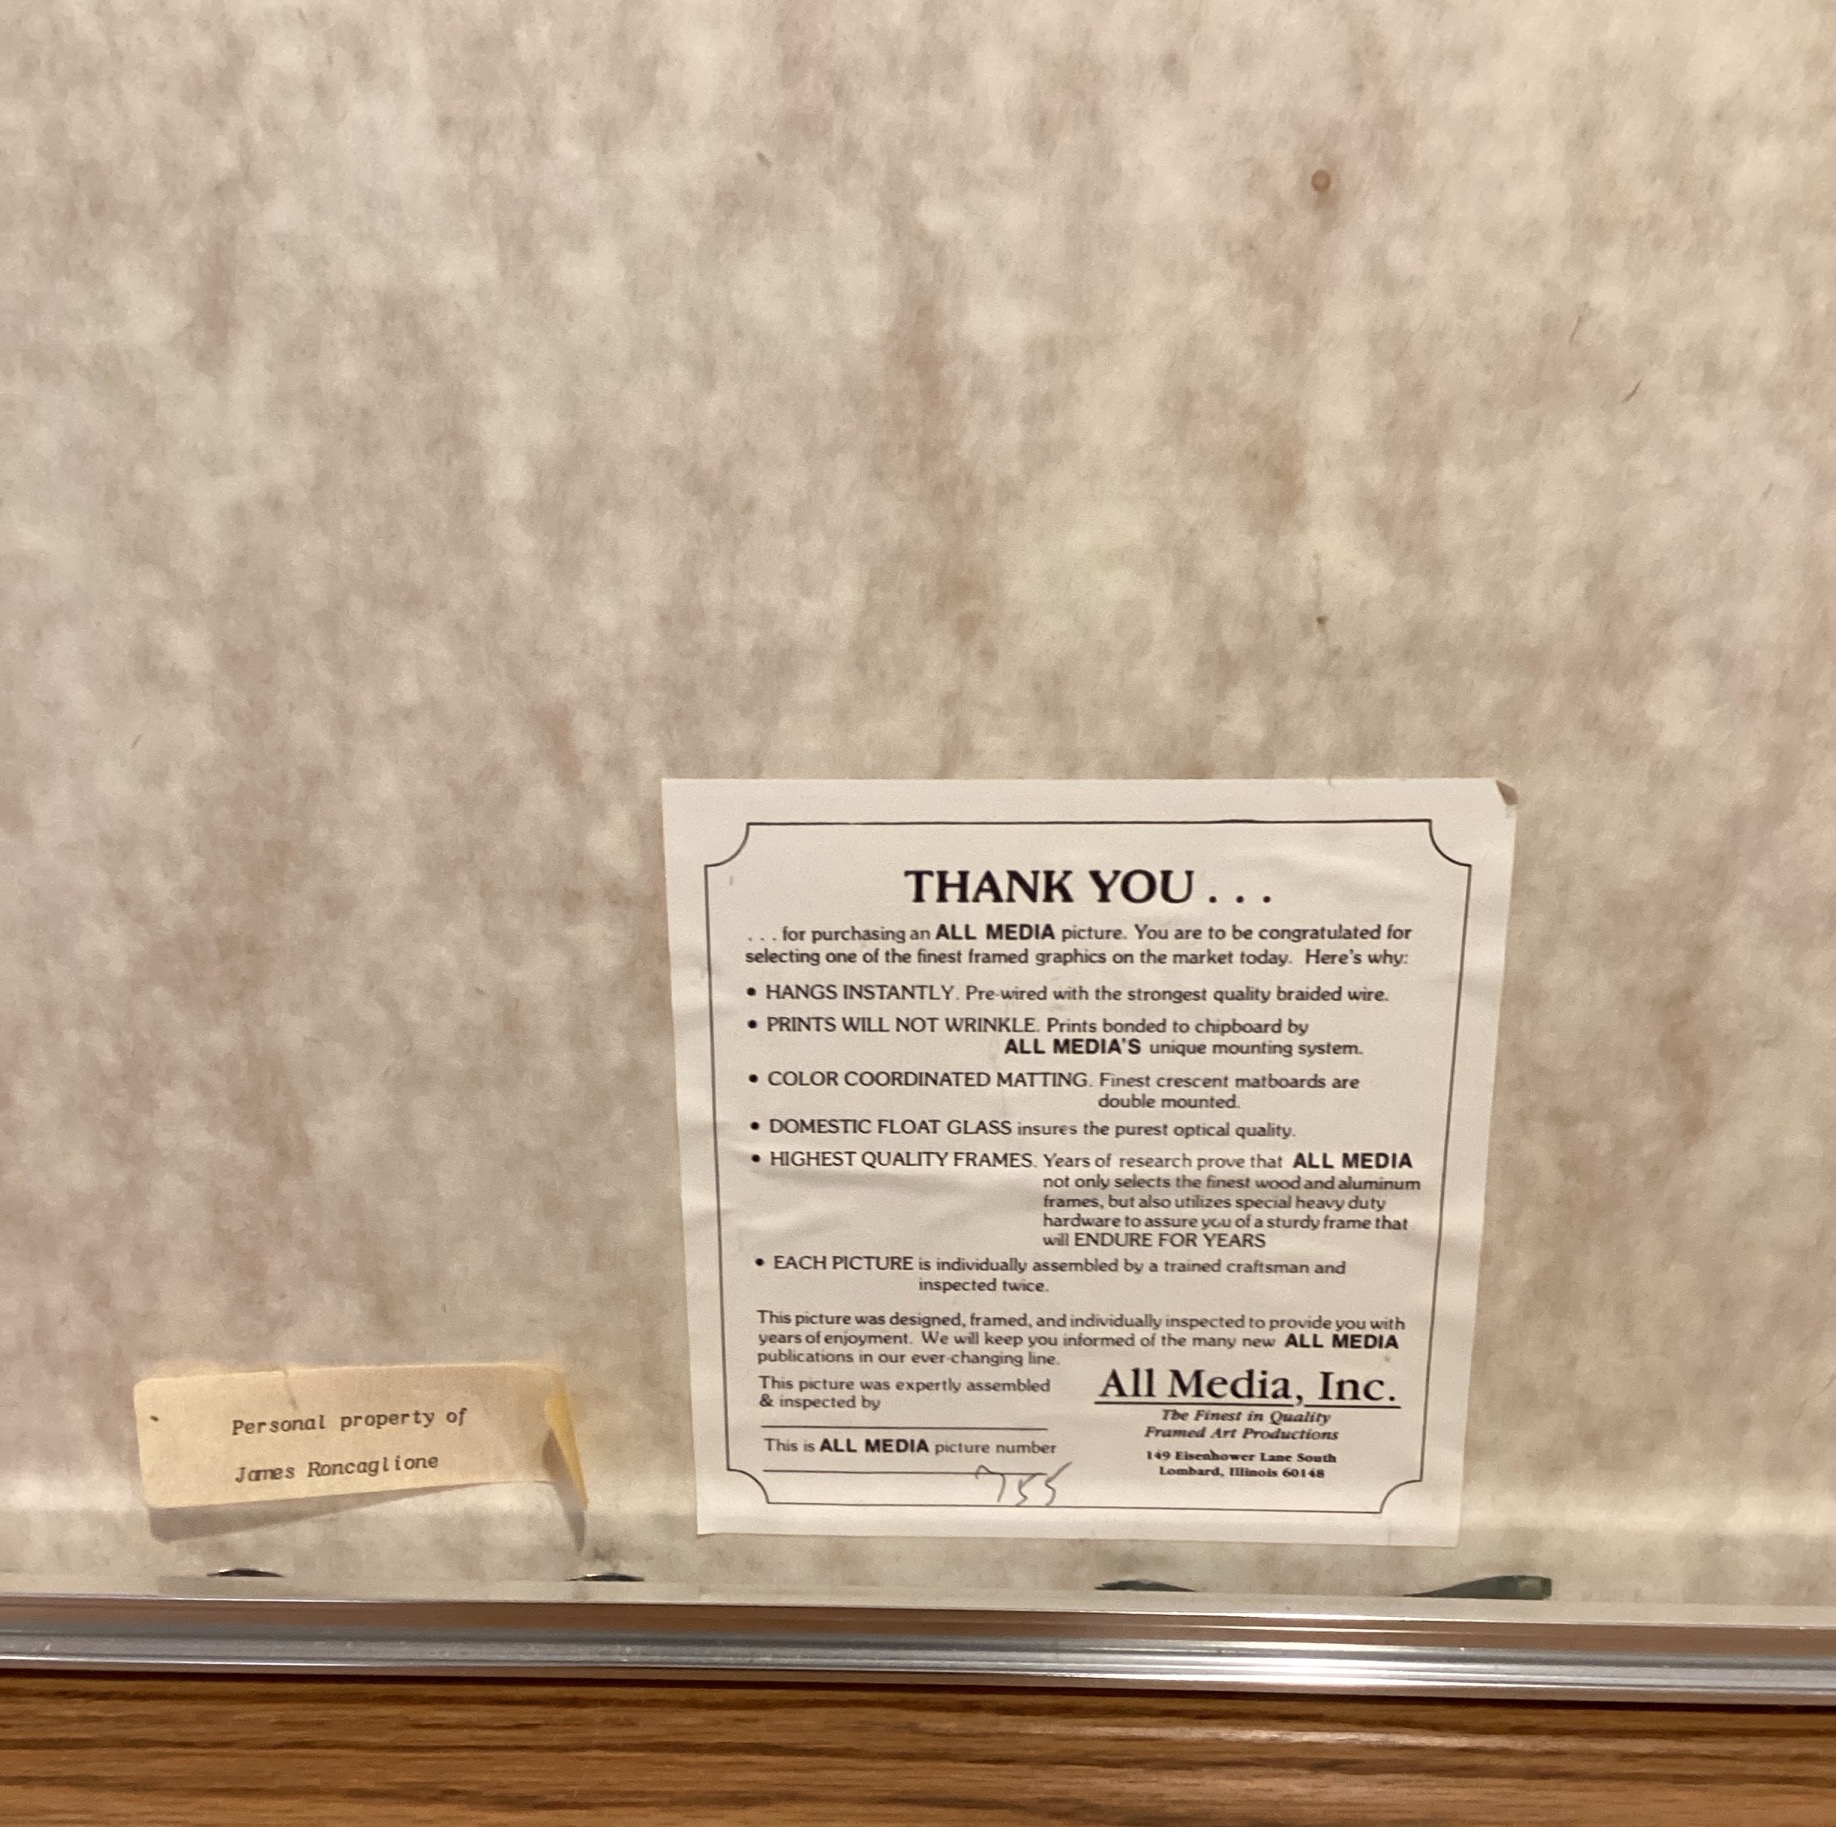 THANK YOU . . .
. . . for purchasing an ALL MEDIA picture. You are to be congratulated for
selecting one of the finest framed graphics on the market today. Here's why:
• HANGS INSTANTLY. Pre-wired with the strongest quality braided wire.
• PRINTS WILL NOT WRINKLE. Prints bonded to chipboard by
ALL MEDIA'S unique mounting system.
• COLOR COORDINATED MATTING. Finest crescent matboards are
double mounted.
• DOMESTIC FLOAT GLASS insures the purest optical quality.
• HIGHEST QUALITY FRAMES. Years of research prove that ALL MEDIA
not only selects the finest wood and aluminum
frames, but also utilizes special heavy duty
hardware to assure you of a sturdy frame that
will ENDURE FOR YEARS
• EACH PICTURE is individually assembled by a trained craftsman and
inspected twice.
This picture was designed, framed, and individually inspected to provide you with
years of enjoyment. We will keep you informed of the many new ALL MEDIA
publications in our ever-changing line.
This picture was expertly assembled
& inspected by
This is ALL MEDIA picture number
755
All Media, Inc.
The Finest in Quality
Framed Art Productions
149 Eisenhower Lane South
Lombard, Illinois 60148
Personal property of
James Roncaglione